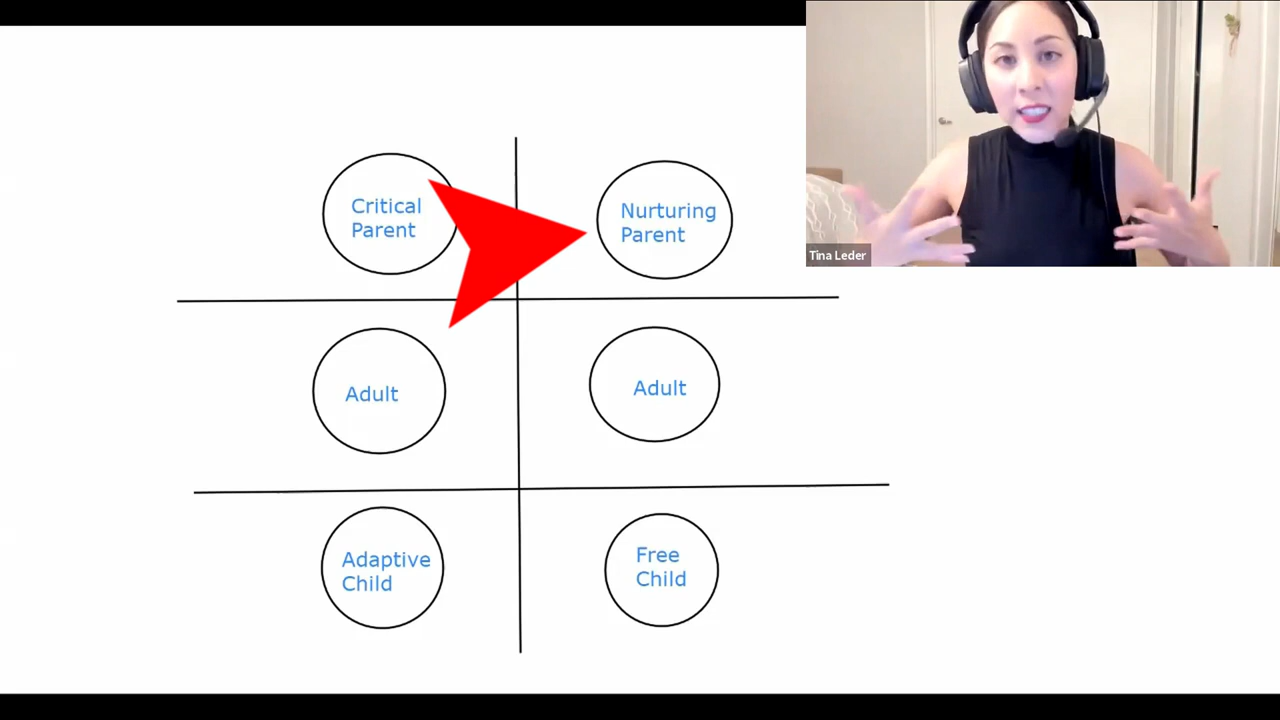 Critical
Parent
Nurturing
Parent
Tina Leder
Adult
Adult
Adaptive
Child
Free
Child